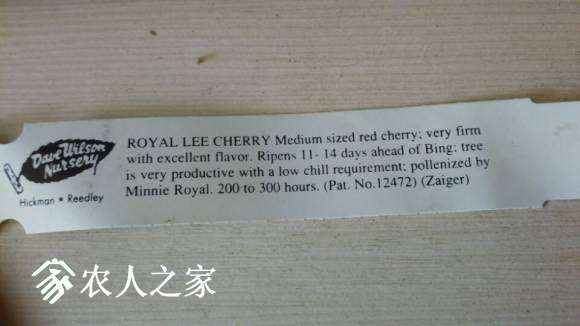 Dave Wilson
Nursery
Hickman • Reedley
ROYAL LEE CHERRY Medium sized red cherry; very firm
with excellent flavor. Ripens 11- 14 days ahead of Bing; tree
is very productive with a low chill requirement; pollenized by
Minnie Royal. 200 to 300 hours. (Pat. No.12472) (Zaiger)
农人之家